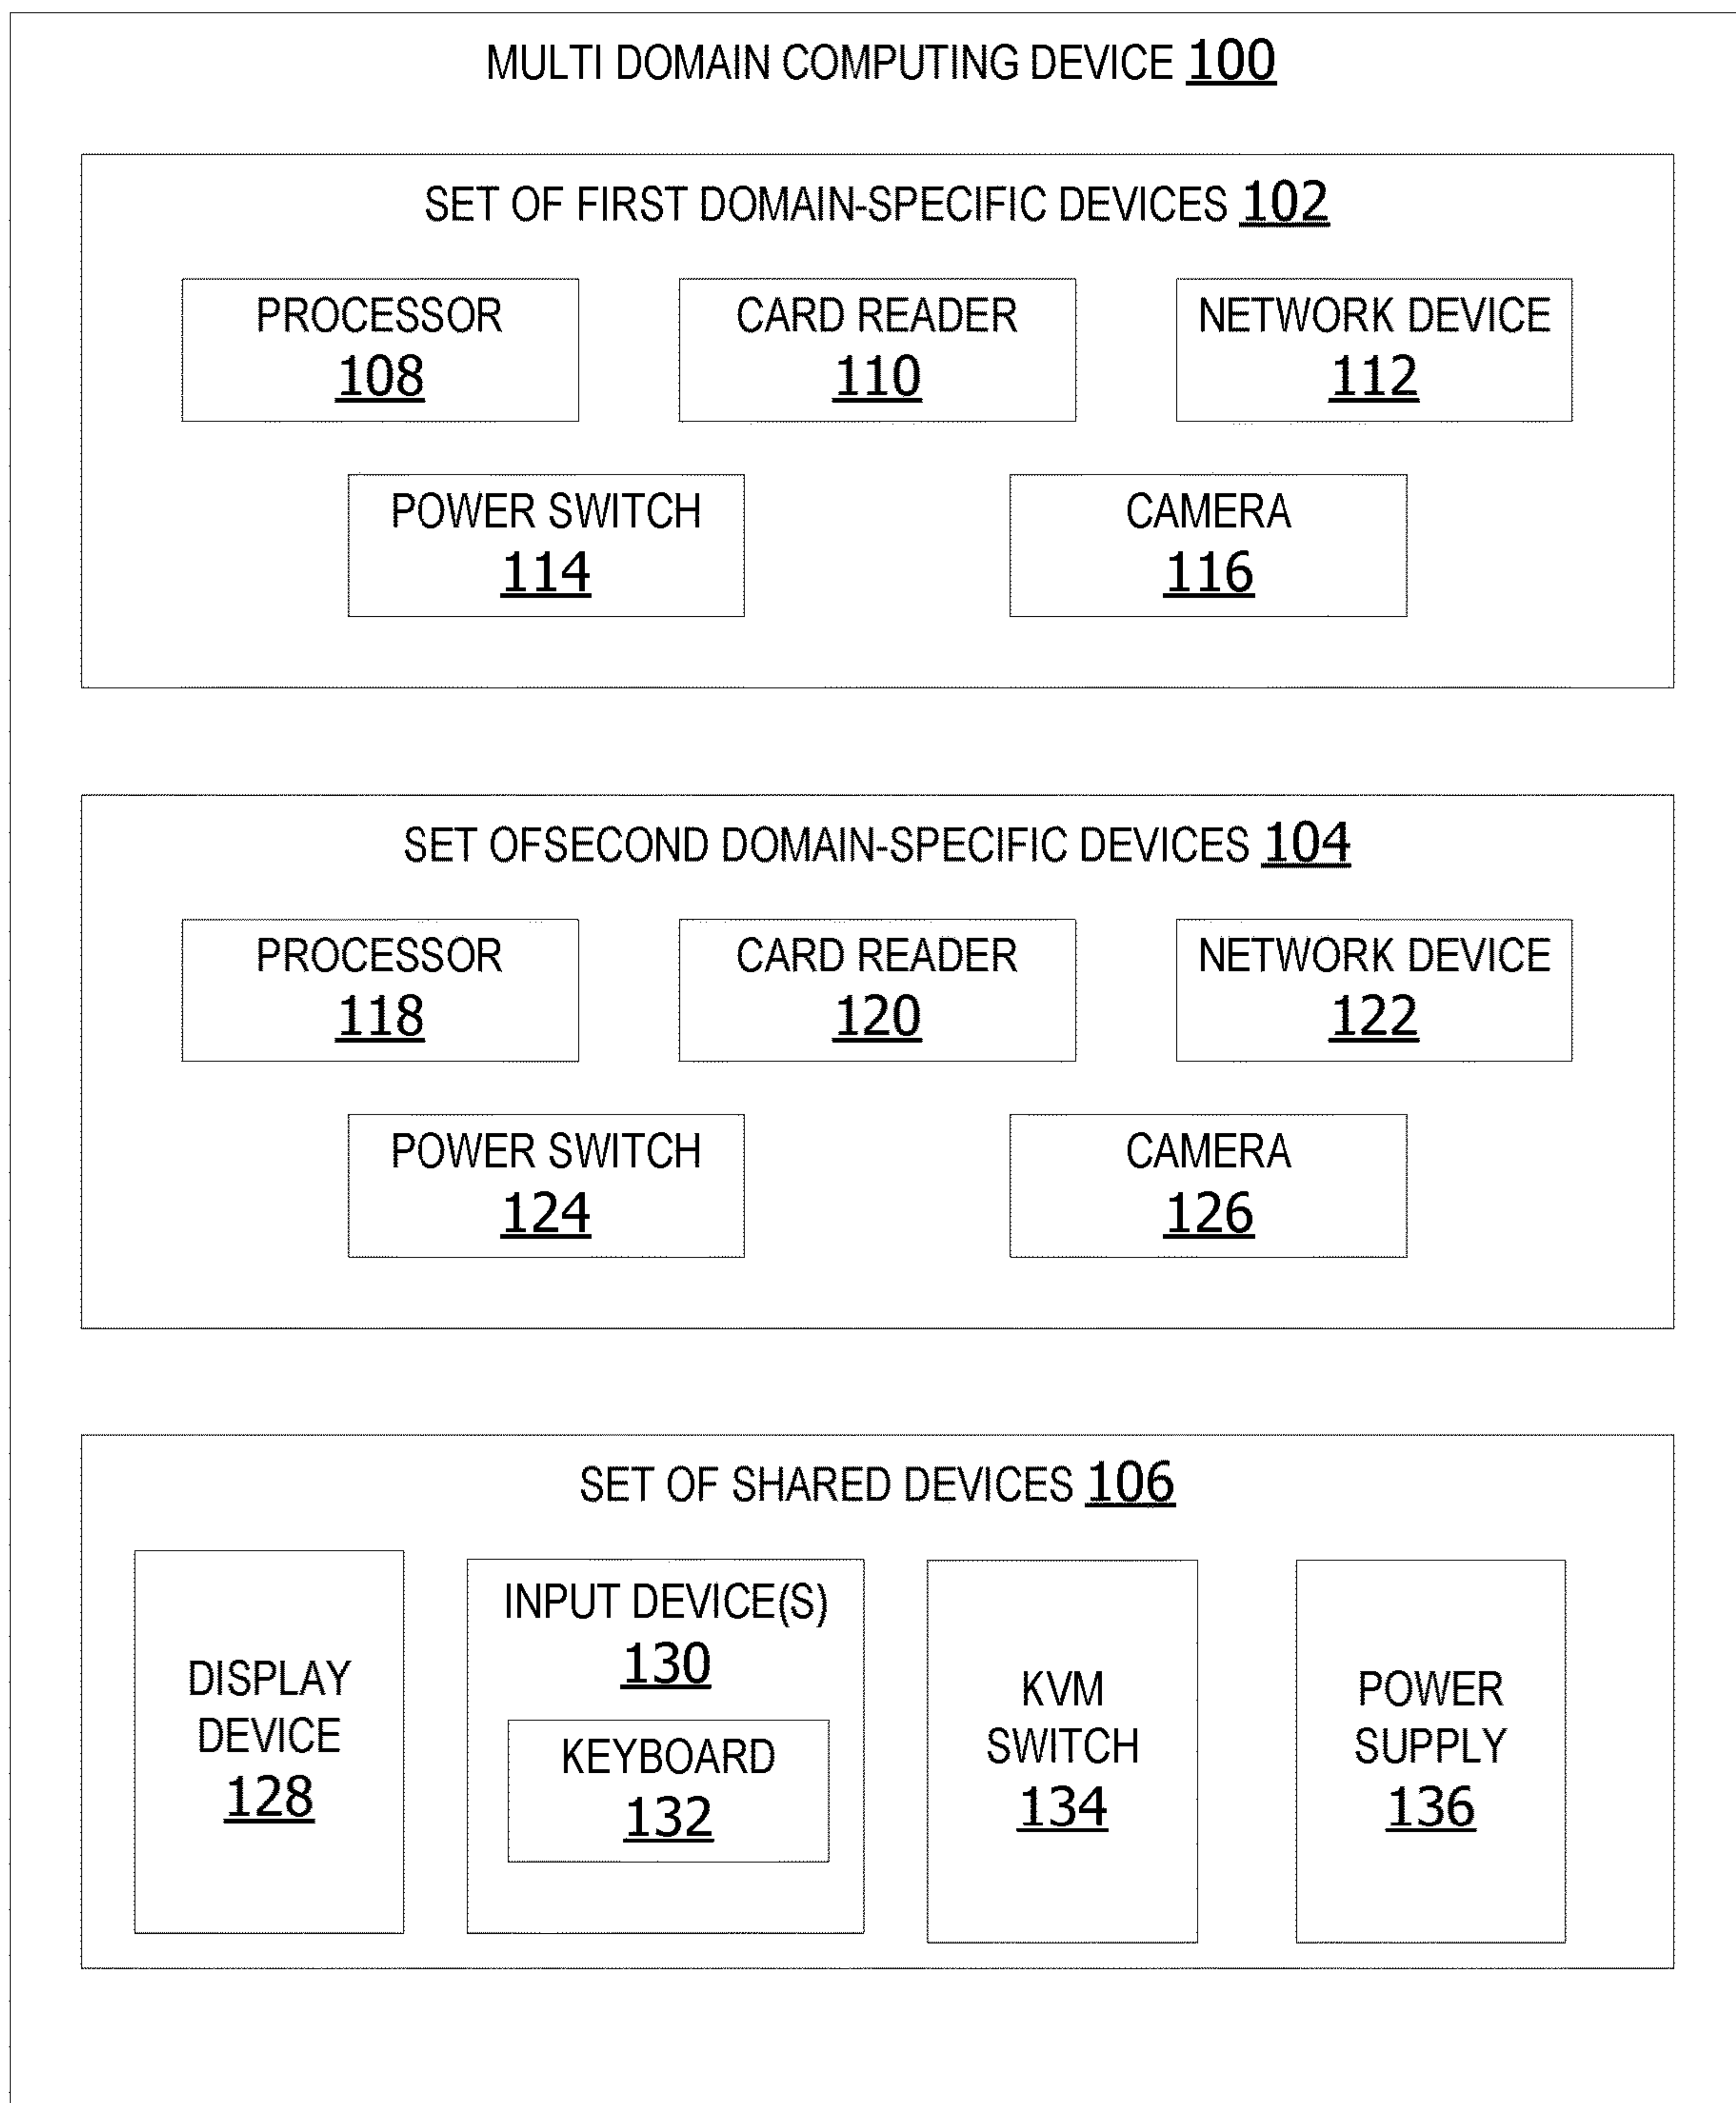 MULTI DOMAIN COMPUTING DEVICE 100
SET OF FIRST DOMAIN-SPECIFIC DEVICES 102
PROCESSOR
108
CARD READER
110
NETWORK DEVICE
112
POWER SWITCH
114
CAMERA
116
SET OFSECOND DOMAIN-SPECIFIC DEVICES 104
PROCESSOR
118
CARD READER
120
NETWORK DEVICE
122
POWER SWITCH
124
CAMERA
126
SET OF SHARED DEVICES 106
DISPLAY
DEVICE
128
INPUT DEVICE(S)
130
KEYBOARD
132
KVM
SWITCH
134
POWER
SUPPLY
136